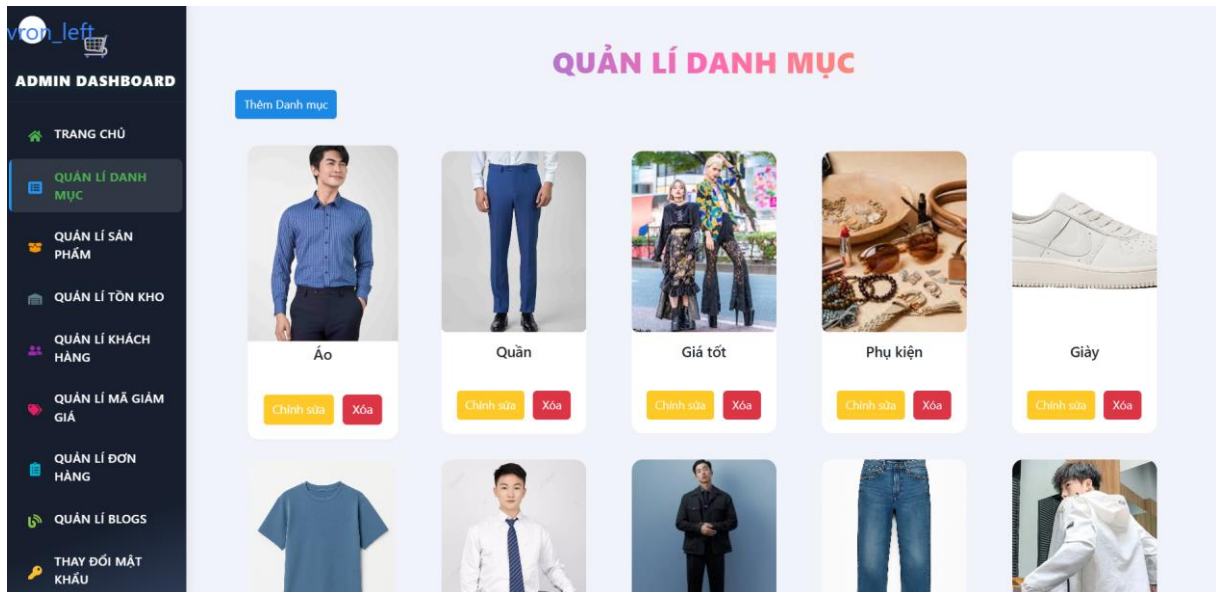 vron_left
ADMIN DASHBOARD
TRANG CHỦ
QUẢN LÍ DANH
MỤC
QUẢN LÍ SẢN
PHẨM
QUẢN LÍ TỒN KHO
QUẢN LÍ KHÁCH
HÀNG
QUẢN LÍ MÃ GIẢM
GIÁ
QUẢN LÍ ĐƠN
HÀNG
QUẢN LÍ BLOGS
THAY ĐỔI MẬT
KHẨU
QUẢN LÍ DANH MỤC
Thêm Danh mục
Áo
Chỉnh sửa Xóa
Quần
Chỉnh sửa Xóa
Giá tốt
Chỉnh sửa Xóa
Phụ kiện
Chỉnh sửa Xóa
Giày
Chỉnh sửa Xóa